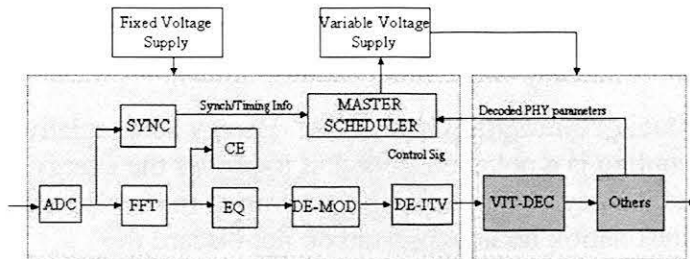 Fixed Voltage
Supply
Variable Voltage
Supply
SYNC
Synch/Timing Info
MASTER
SCHEDULER
Decoded PHY parameters
CE
Control Sig
ADC
FFT
EQ
DE-MOD
DE-ITV
VIT-DEC
Others